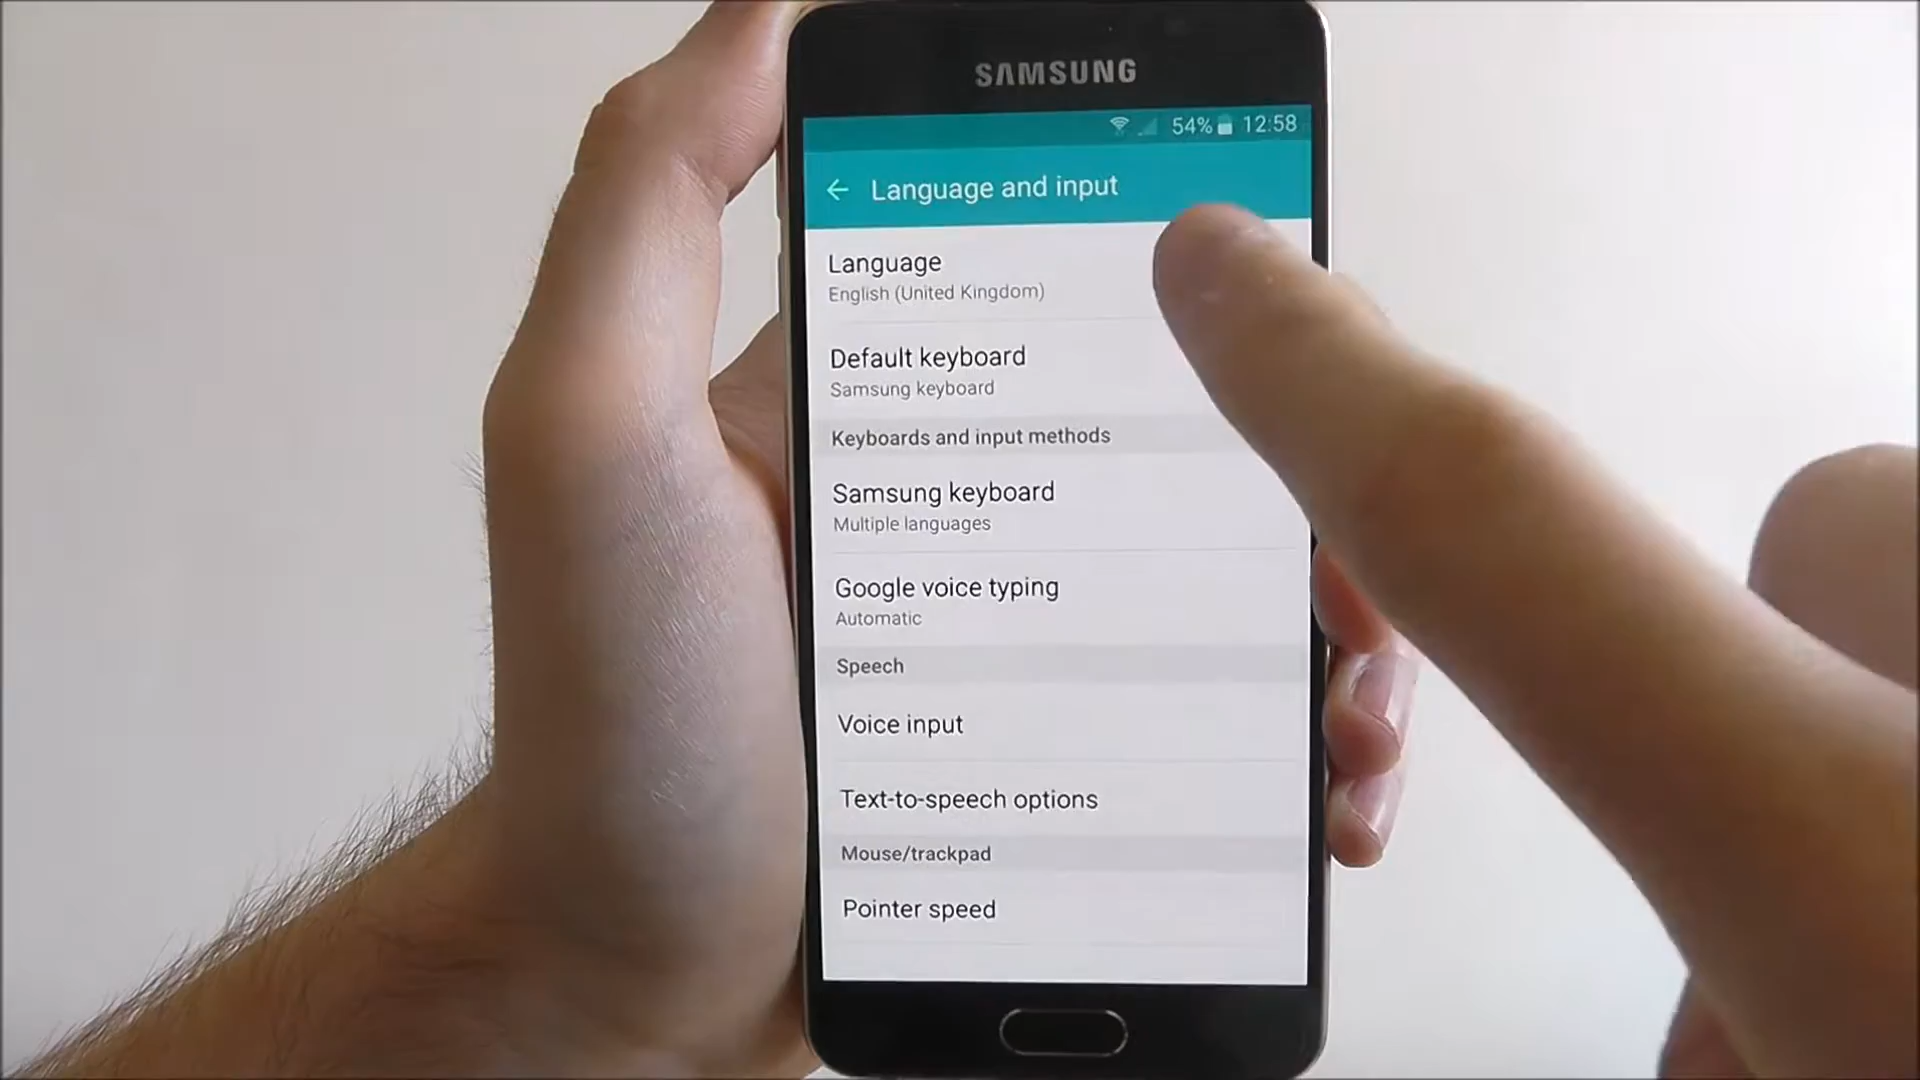 SAMSUNG
54% 12:58
Language and input
Language
English (United Kingdom)
Default keyboard
Samsung keyboard
Keyboards and input methods
Samsung keyboard
Multiple languages
Google voice typing
Automatic
Speech
Voice input
Text-to-speech options
Mouse/trackpad
Pointer speed